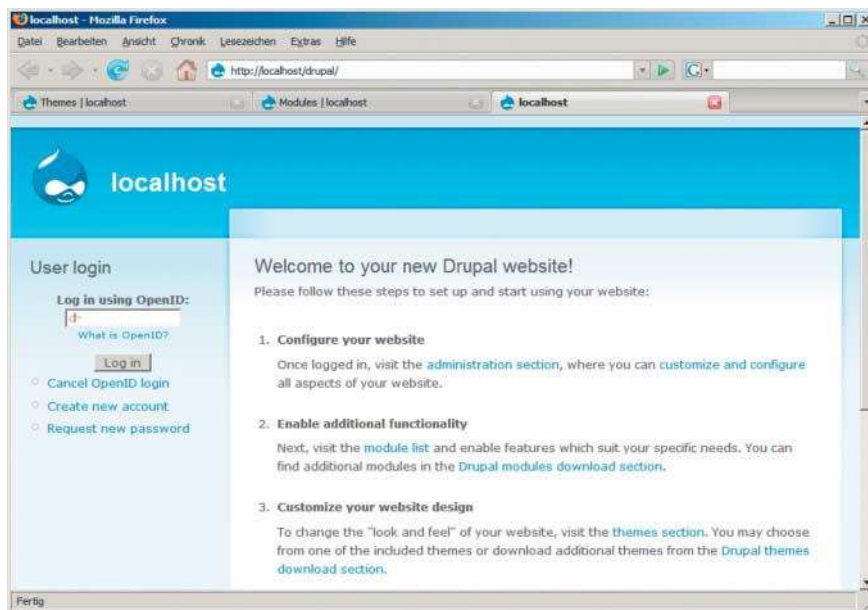 localhost - Mozilla Firefox
Datei Bearbeiten Ansicht Chronik Lesezeichen Extras Hilfe
http://localhost/drupal/
Themes | localhost Modules | localhost localhost
localhost
User login
Log in using OpenID:
What is OpenID?
Log in
Cancel OpenID login
Create new account
Request new password
Welcome to your new Drupal website!
Please follow these steps to set up and start using your website:
1. Configure your website
Once logged in, visit the administration section, where you can customize and configure
all aspects of your website.
2. Enable additional functionality
Next, visit the module list and enable features which suit your specific needs. You can
find additional modules in the Drupal modules download section.
3. Customize your website design
To change the "look and feel" of your website, visit the themes section. You may choose
from one of the included themes or download additional themes from the Drupal themes
download section.
Fertig